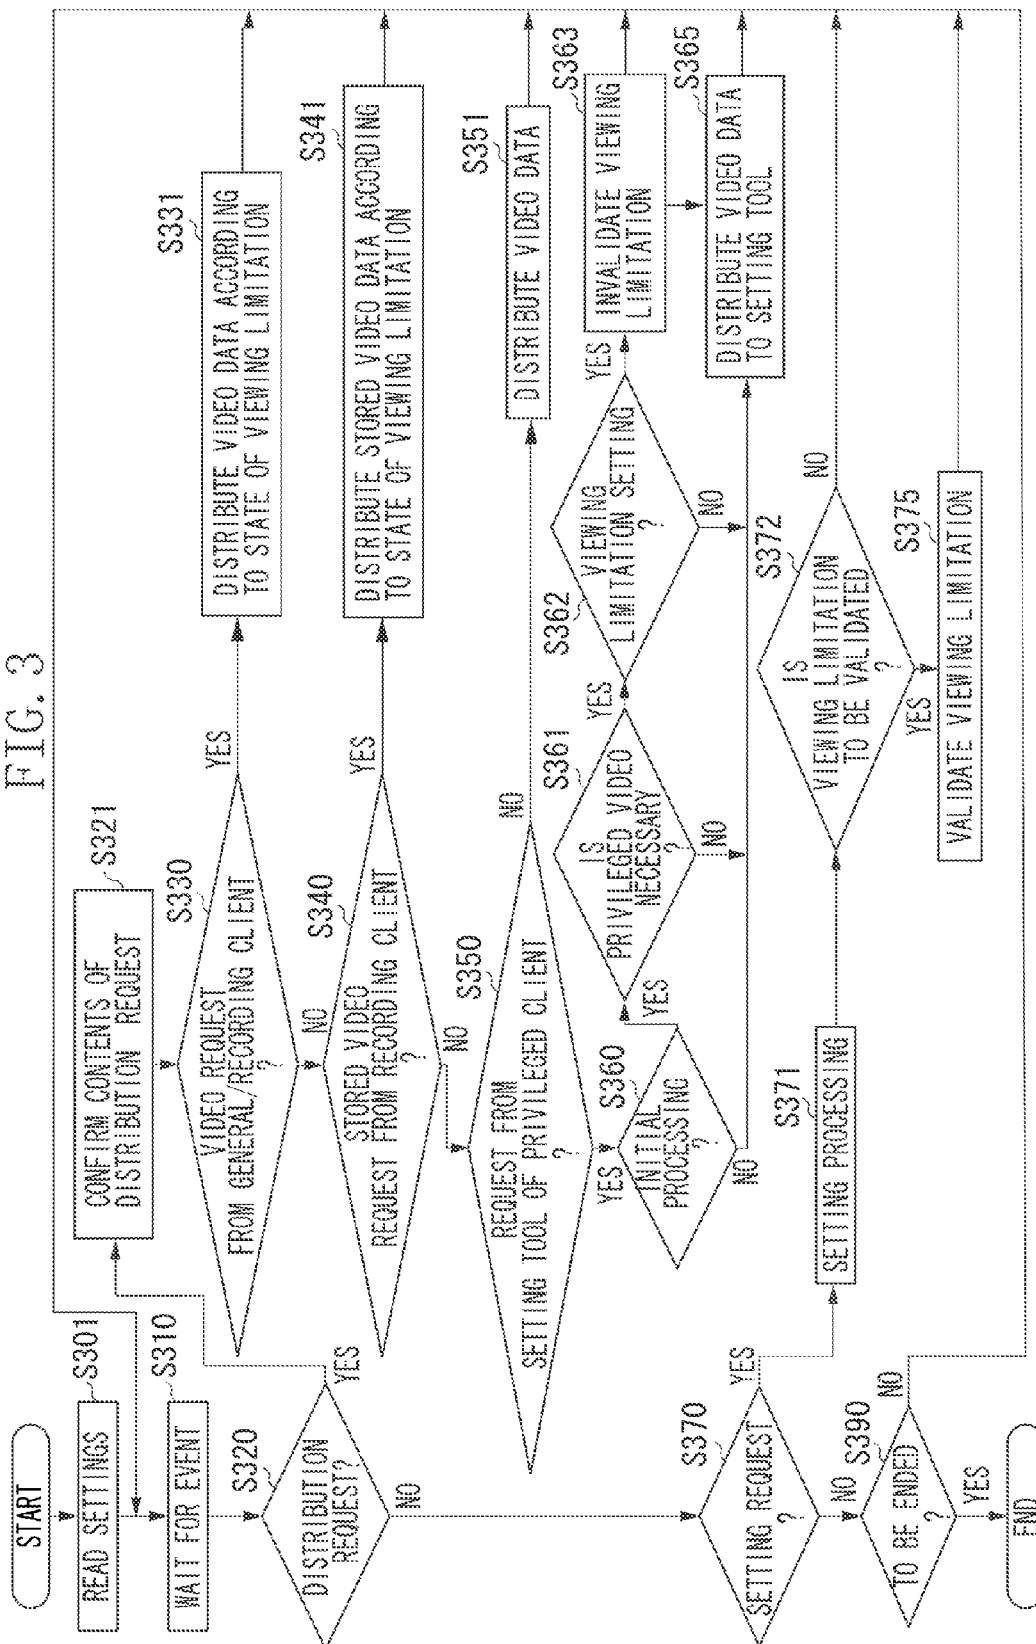 FIG. 3
START
READ SETTINGS
S301
WAIT FOR EVENT
S310
DISTRIBUTION
REQUEST?
S320
YES
NO
CONFIRM CONTENTS OF
DISTRIBUTION REQUEST
S321
VIDEO REQUEST
FROM GENERAL/RECORDING CLIENT
?
S330
YES
NO
DISTRIBUTE VIDEO DATA ACCORDING
TO STATE OF VIEWING LIMITATION
S331
STORED VIDEO
REQUEST FROM RECORDING CLIENT
?
S340
YES
NO
DISTRIBUTE STORED VIDEO DATA ACCORDING
TO STATE OF VIEWING LIMITATION
S341
REQUEST FROM
SETTING TOOL OF PRIVILEGED CLIENT
?
S350
NO
YES
DISTRIBUTE VIDEO DATA
S351
INITIAL
PROCESSING
?
S360
YES
NO
IS
PRIVILEGED VIDEO
NECESSARY
?
S361
YES
NO
VIEWING
LIMITATION SETTING
?
S362
YES
NO
INVALIDATE VIEWING
LIMITATION
S363
DISTRIBUTE VIDEO DATA
TO SETTING TOOL
S365
SETTING REQUEST
?
S370
YES
NO
SETTING PROCESSING
S371
IS
VIEWING LIMITATION
TO BE VALIDATED
?
S372
NO
YES
VALIDATE VIEWING LIMITATION
S375
TO BE ENDED
?
S390
NO
YES
END